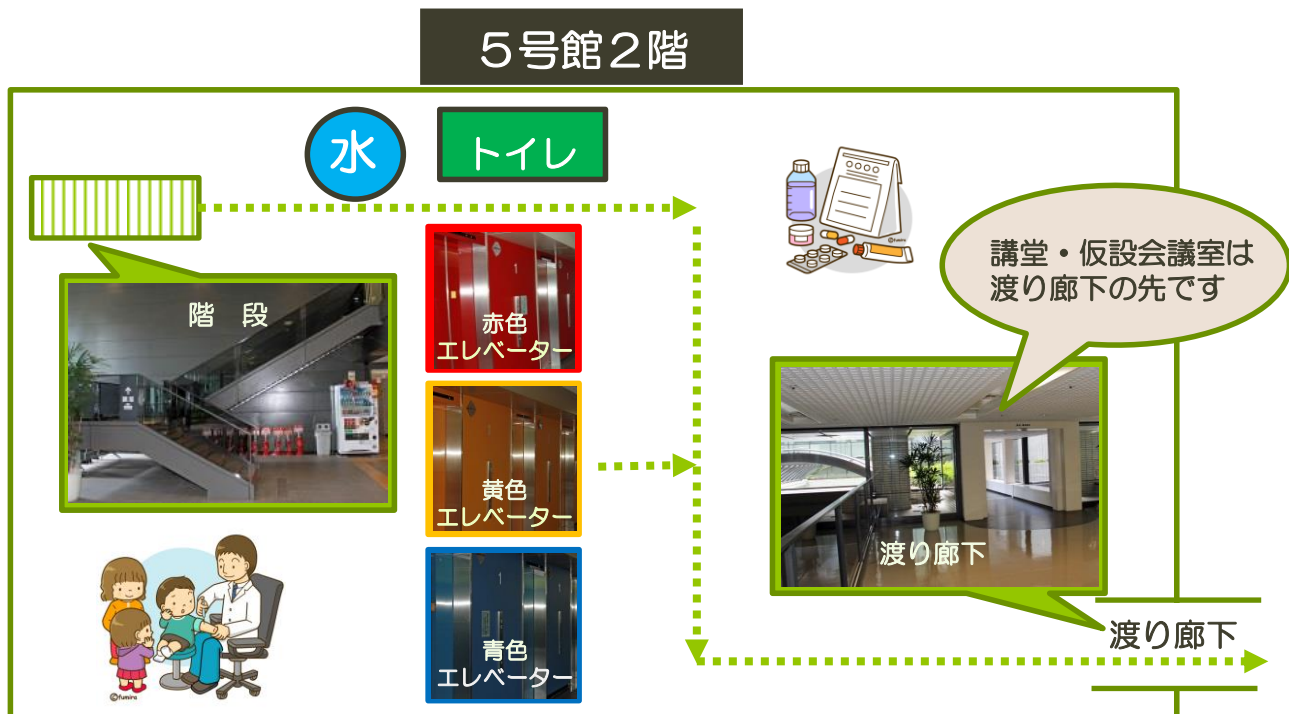 ５号館２階
水
トイレ
階 段
赤色
エレベーター
黄色
エレベーター
青色
エレベーター
講堂・仮設会議室は
渡り廊下の先です
渡り廊下
渡り廊下
©fumira
©fumira